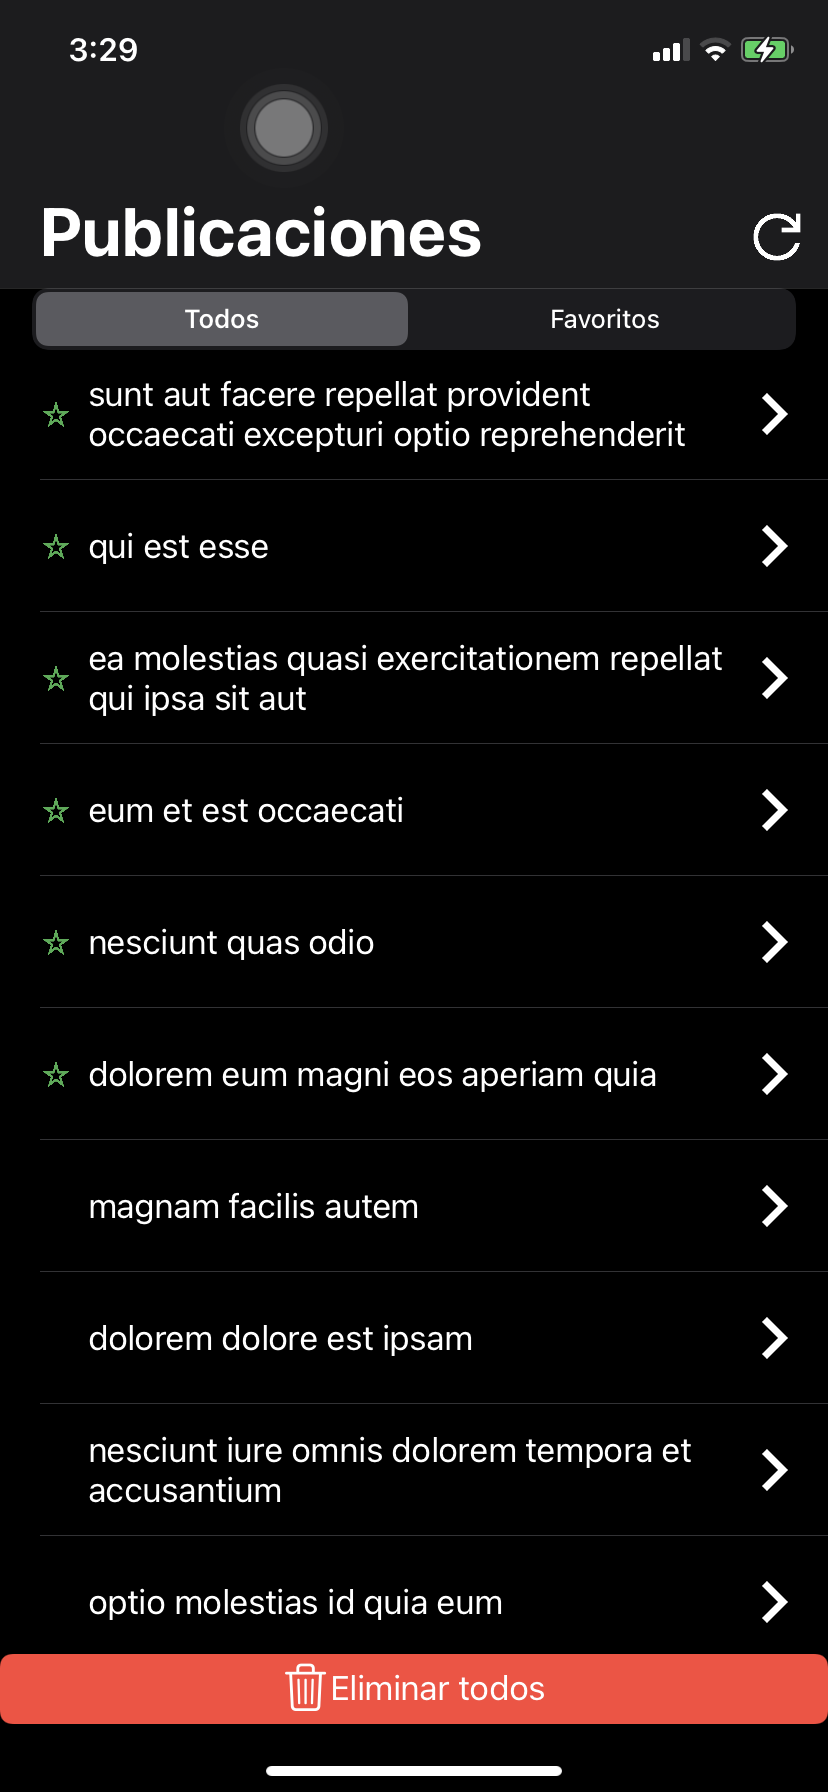 3:29
Publicaciones
Todos
Favoritos
sunt aut facere repellat provident
occaecati excepturi optio reprehenderit
qui est esse
ea molestias quasi exercitationem repellat
qui ipsa sit aut
eum et est occaecati
nesciunt quas odio
dolorem eum magni eos aperiam quia
magnam facilis autem
dolorem dolore est ipsam
nesciunt iure omnis dolorem tempora et
accusantium
optio molestias id quia eum
Eliminar todos